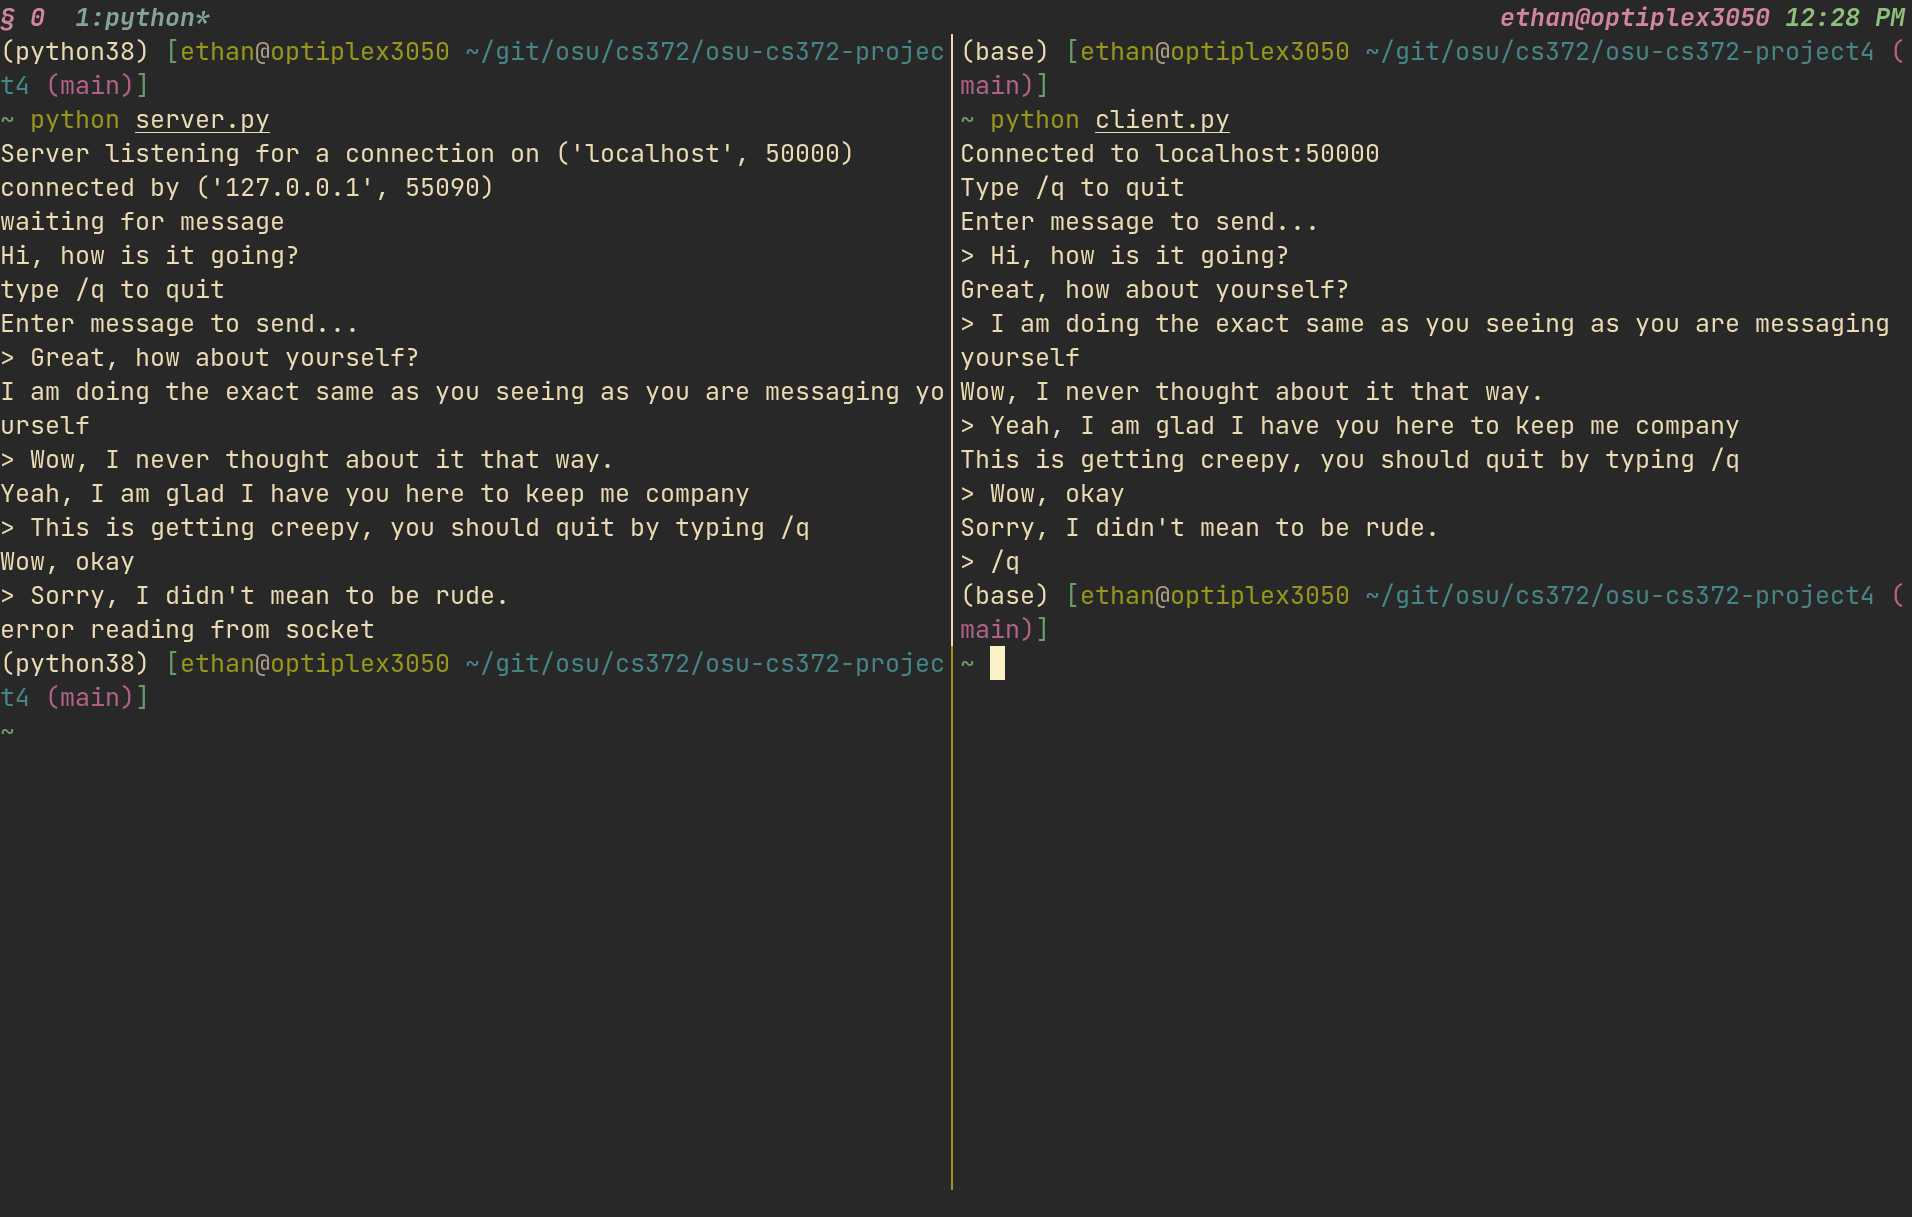 § 0  1:python*
ethan@optiplex3050 12:28 PM
(python38) [ethan@optiplex3050 ~/git/osu/cs372/osu-cs372-projec
t4 (main)]
~ python server.py
Server listening for a connection on ('localhost', 50000)
connected by ('127.0.0.1', 55090)
waiting for message
Hi, how is it going?
type /q to quit
Enter message to send...
> Great, how about yourself?
I am doing the exact same as you seeing as you are messaging yo
urself
> Wow, I never thought about it that way.
Yeah, I am glad I have you here to keep me company
> This is getting creepy, you should quit by typing /q
Wow, okay
> Sorry, I didn't mean to be rude.
error reading from socket
(python38) [ethan@optiplex3050 ~/git/osu/cs372/osu-cs372-projec
t4 (main)]
~
(base) [ethan@optiplex3050 ~/git/osu/cs372/osu-cs372-project4 (
main)]
~ python client.py
Connected to localhost:50000
Type /q to quit
Enter message to send...
> Hi, how is it going?
Great, how about yourself?
> I am doing the exact same as you seeing as you are messaging
yourself
Wow, I never thought about it that way.
> Yeah, I am glad I have you here to keep me company
This is getting creepy, you should quit by typing /q
> Wow, okay
Sorry, I didn't mean to be rude.
> /q
(base) [ethan@optiplex3050 ~/git/osu/cs372/osu-cs372-project4 (
main)]
~